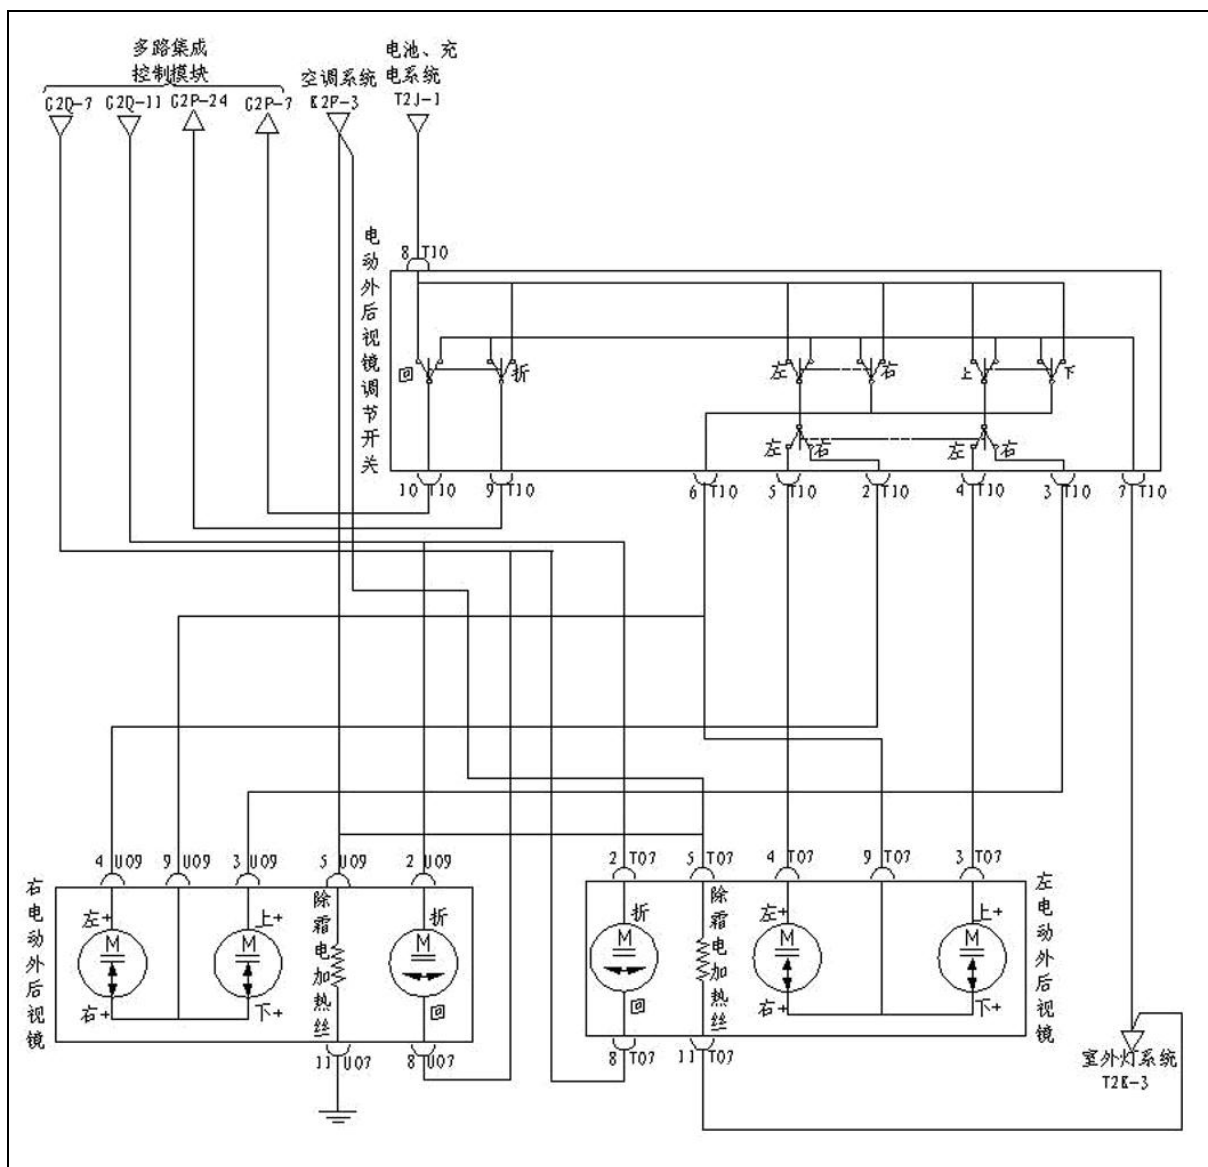 多路集成
控制模块
G2Q-7 G2Q-11 G2P-24 G2P-7
空调系统
K2F-3
电池、充
电系统
T2J-1
电动外后视镜调节开关
8 T10
回 折 左 右 上 下
左 右 左 右
10 T10 9 T10 6 T10 5 T10 2 T10 4 T10 3 T10 7 T10
4 U09 9 U09 3 U09 5 U09 2 U09
2 T07 5 T07 4 T07 9 T07 3 T07
右电动外后视镜
左+ 上+ 除霜电加热丝 折
M M M
右+ 下+ 回
11 U07 8 U07
折 除霜电加热丝 左+ 上+
M M M
回 右+ 下+
8 T07 11 T07
左电动外后视镜
室外灯系统
T2K-3